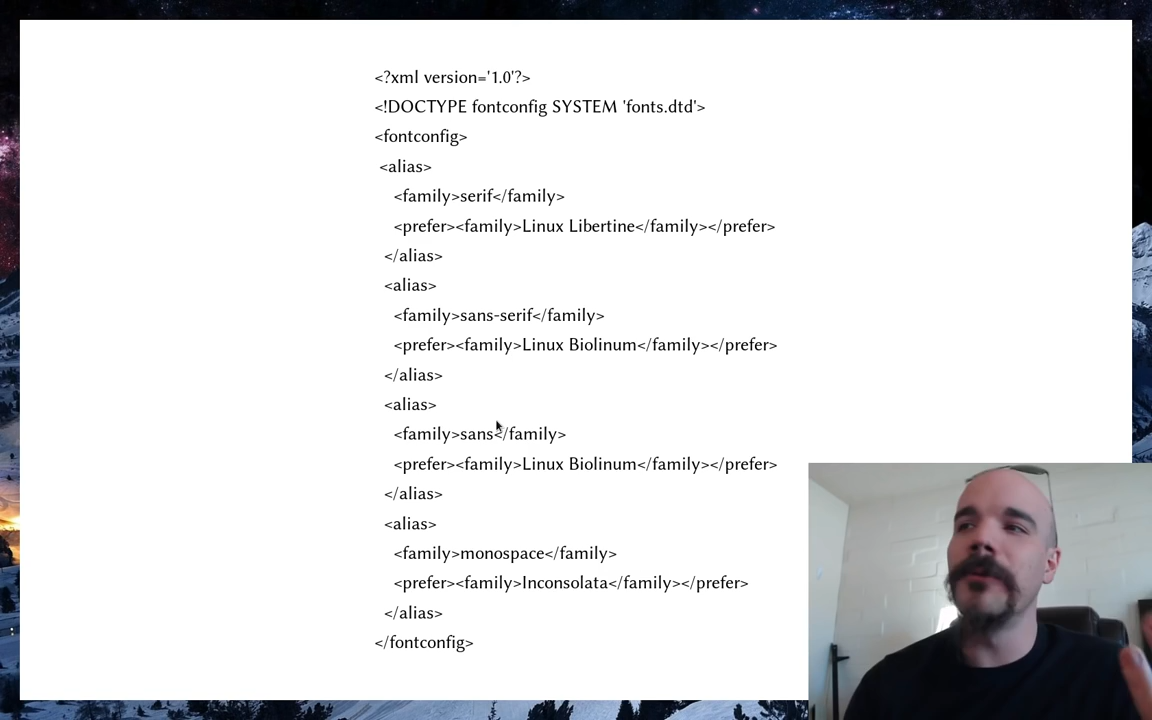 <?xml version='1.0'?>
<!DOCTYPE fontconfig SYSTEM 'fonts.dtd'>
<fontconfig>
<alias>
<family>serif</family>
<prefer><family>Linux Libertine</family></prefer>
</alias>
<alias>
<family>sans-serif</family>
<prefer><family>Linux Biolinum</family></prefer>
</alias>
<alias>
<family>sans</family>
<prefer><family>Linux Biolinum</family></prefer>
</alias>
<alias>
<family>monospace</family>
<prefer><family>Inconsolata</family></prefer>
</alias>
</fontconfig>